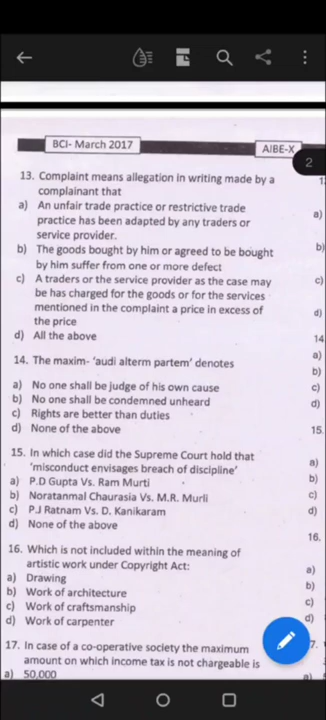 BCI- March 2017
AIBE-X
2
13. Complaint means allegation in writing made by a
complainant that
a) An unfair trade practice or restrictive trade
practice has been adapted by any traders or
service provider.
b) The goods bought by him or agreed to be bought
by him suffer from one or more defect
c) A traders or the service provider as the case may
be has charged for the goods or for the services
mentioned in the complaint a price in excess of
the price
d) All the above
14. The maxim- ‘audi alterm partem’ denotes
a) No one shall be judge of his own cause
b) No one shall be condemned unheard
c) Rights are better than duties
d) None of the above
15. In which case did the Supreme Court hold that
‘misconduct envisages breach of discipline’
a) P.D Gupta Vs. Ram Murti
b) Noratanmal Chaurasia Vs. M.R. Murli
c) P.J Ratnam Vs. D. Kanikaram
d) None of the above
16. Which is not included within the meaning of
artistic work under Copyright Act:
a) Drawing
b) Work of architecture
c) Work of craftsmanship
d) Work of carpenter
17. In case of a co-operative society the maximum
amount on which income tax is not chargeable is
a) 50,000
a)
b)
c)
d)
14
a)
b)
c)
d)
15.
a)
b)
c)
d)
16.
a)
b)
c)
d)
7.
a)